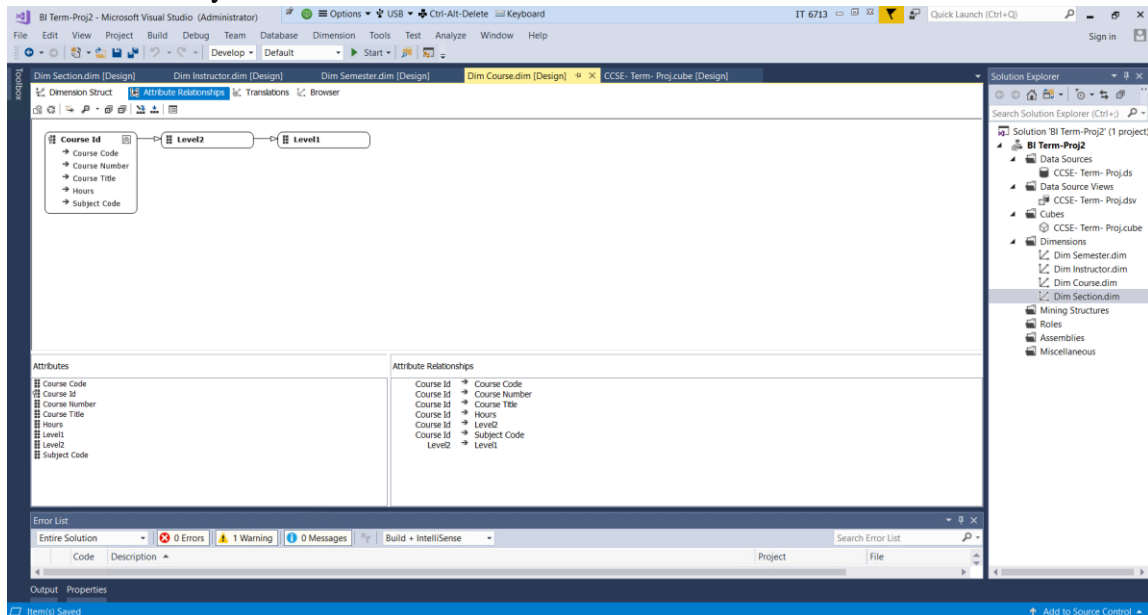 BI Term-Proj2 - Microsoft Visual Studio (Administrator)
Options USB Ctrl-Alt-Delete Keyboard
IT 6713
Quick Launch (Ctrl+Q)
File Edit View Project Build Debug Team Database Dimension Tools Test Analyze Window Help
Sign in
Develop Default Start
Toolbox
Dim Section.dim [Design] Dim Instructor.dim [Design] Dim Semester.dim [Design] Dim Course.dim [Design] CCSE- Term- Proj.cube [Design]
Dimension Struct Attribute Relationships Translations Browser
Course Id Level2 Level1
Course Code
Course Number
Course Title
Hours
Subject Code
Attributes
Course Code
Course Id
Course Number
Course Title
Hours
Level1
Level2
Subject Code
Attribute Relationships
Course Id Course Code
Course Id Course Number
Course Id Course Title
Course Id Hours
Course Id Level2
Course Id Subject Code
Level2 Level1
Error List
Entire Solution 0 Errors 1 Warning 0 Messages Build + IntelliSense Search Error List
Code Description Project File
Output Properties
Item(s) Saved
Add to Source Control
Solution Explorer
Search Solution Explorer (Ctrl+;)
Solution 'BI Term-Proj2' (1 project)
BI Term-Proj2
Data Sources
CCSE- Term- Proj.ds
Data Source Views
CCSE- Term- Proj.dsv
Cubes
CCSE- Term- Proj.cube
Dimensions
Dim Semester.dim
Dim Instructor.dim
Dim Course.dim
Dim Section.dim
Mining Structures
Roles
Assemblies
Miscellaneous